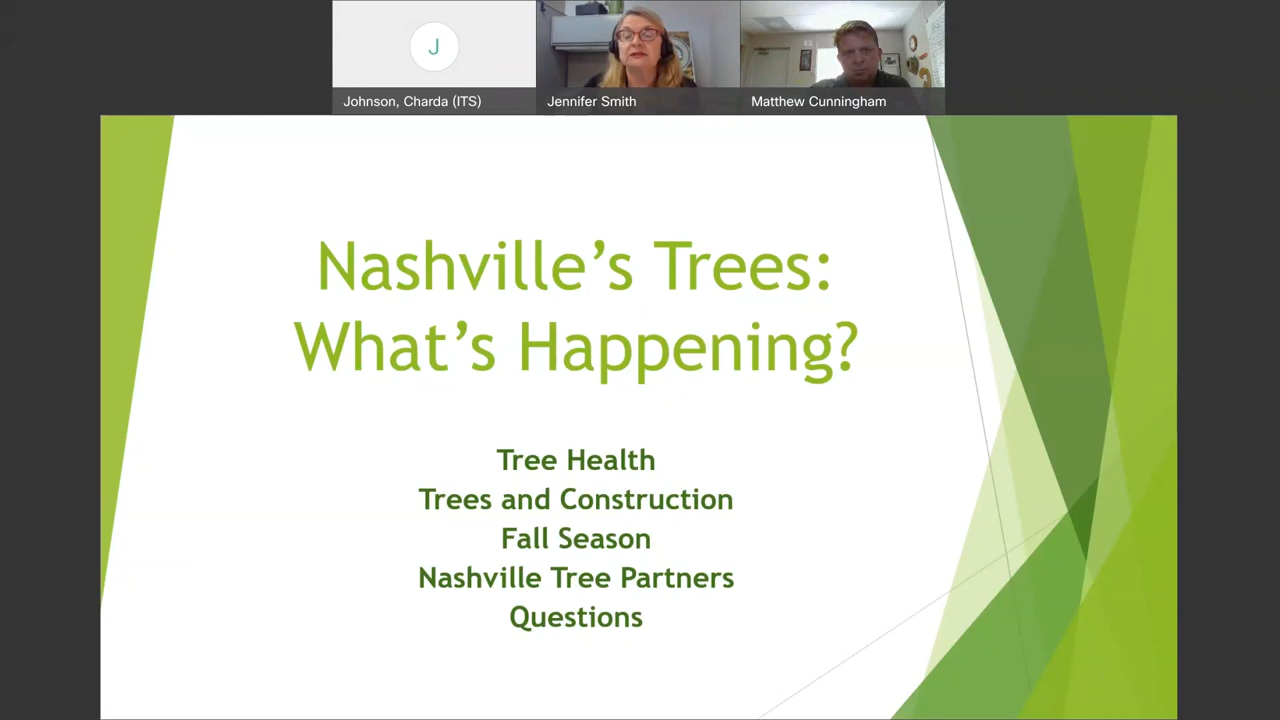 J
Johnson, Charda (ITS)
Jennifer Smith
Matthew Cunningham
Nashville’s Trees:
What’s Happening?
Tree Health
Trees and Construction
Fall Season
Nashville Tree Partners
Questions